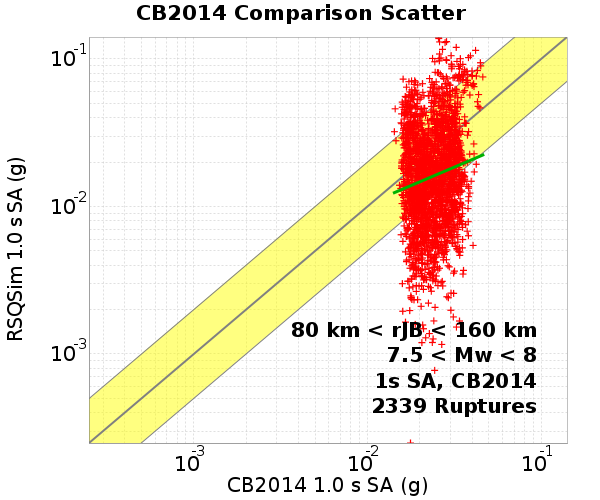 CB2014 Comparison Scatter
RSQSim 1.0 s SA (g)
10-1
10-2
10-3
80 km < rJB < 160 km
7.5 < Mw < 8
1s SA, CB2014
2339 Ruptures
10-3 10-2 10-1
CB2014 1.0 s SA (g)